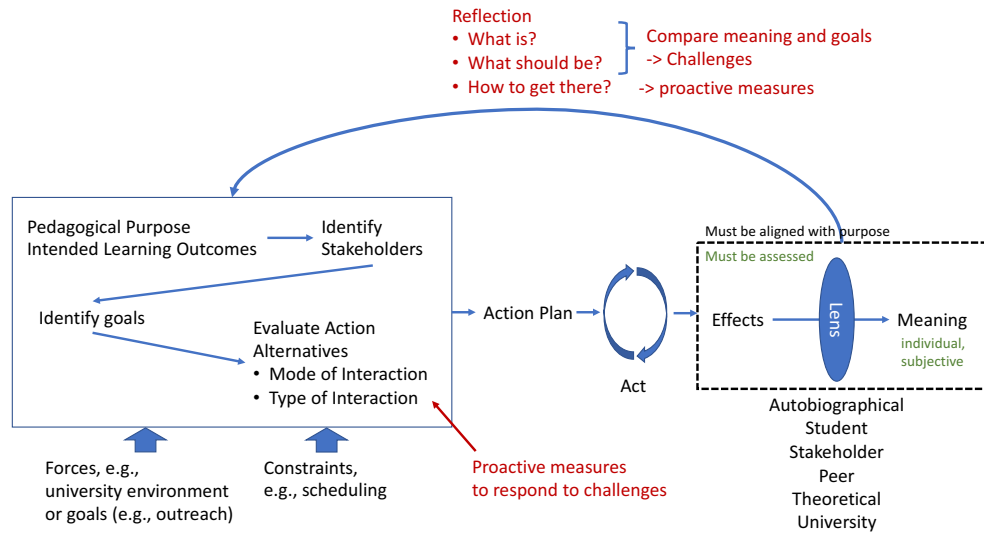 Reflection
• What is?
• What should be?
• How to get there?
Compare meaning and goals
-> Challenges
-> proactive measures
Pedagogical Purpose
Intended Learning Outcomes
Identify
Stakeholders
Identify goals
Evaluate Action
Alternatives
• Mode of Interaction
• Type of Interaction
Action Plan
Act
Must be aligned with purpose
Must be assessed
Effects
Lens
Meaning
individual,
subjective
Autobiographical
Student
Stakeholder
Peer
Theoretical
University
Forces, e.g.,
university environment
or goals (e.g., outreach)
Constraints,
e.g., scheduling
Proactive measures
to respond to challenges